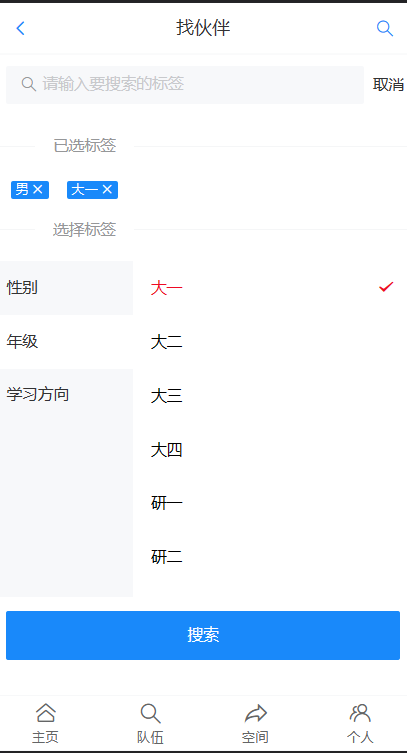 找伙伴
请输入要搜索的标签 取消
已选标签
男 大一
选择标签
性别 大一
年级 大二
学习方向 大三
大四
研一
研二
搜索
主页 队伍 空间 个人